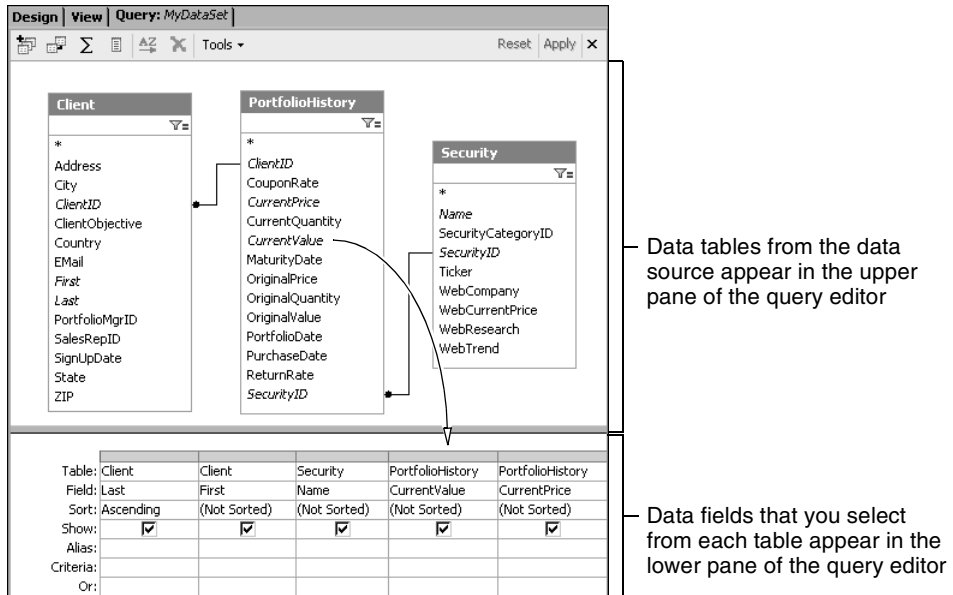 Design | View | Query: MyDataSet
Σ AZ Tools Reset Apply
Client
*
Address
City
ClientID
ClientObjective
Country
EMail
First
Last
PortfolioMgrID
SalesRepID
SignUpDate
State
ZIP
PortfolioHistory
*
ClientID
CouponRate
CurrentPrice
CurrentQuantity
CurrentValue
MaturityDate
OriginalPrice
OriginalQuantity
OriginalValue
PortfolioDate
PurchaseDate
ReturnRate
SecurityID
Security
*
Name
SecurityCategoryID
SecurityID
Ticker
WebCompany
WebCurrentPrice
WebResearch
WebTrend
Data tables from the data
source appear in the upper
pane of the query editor
Table: Client Client Security PortfolioHistory PortfolioHistory
Field: Last First Name CurrentValue CurrentPrice
Sort: Ascending (Not Sorted) (Not Sorted) (Not Sorted) (Not Sorted)
Show:
Alias:
Criteria:
Or:
Data fields that you select
from each table appear in the
lower pane of the query editor